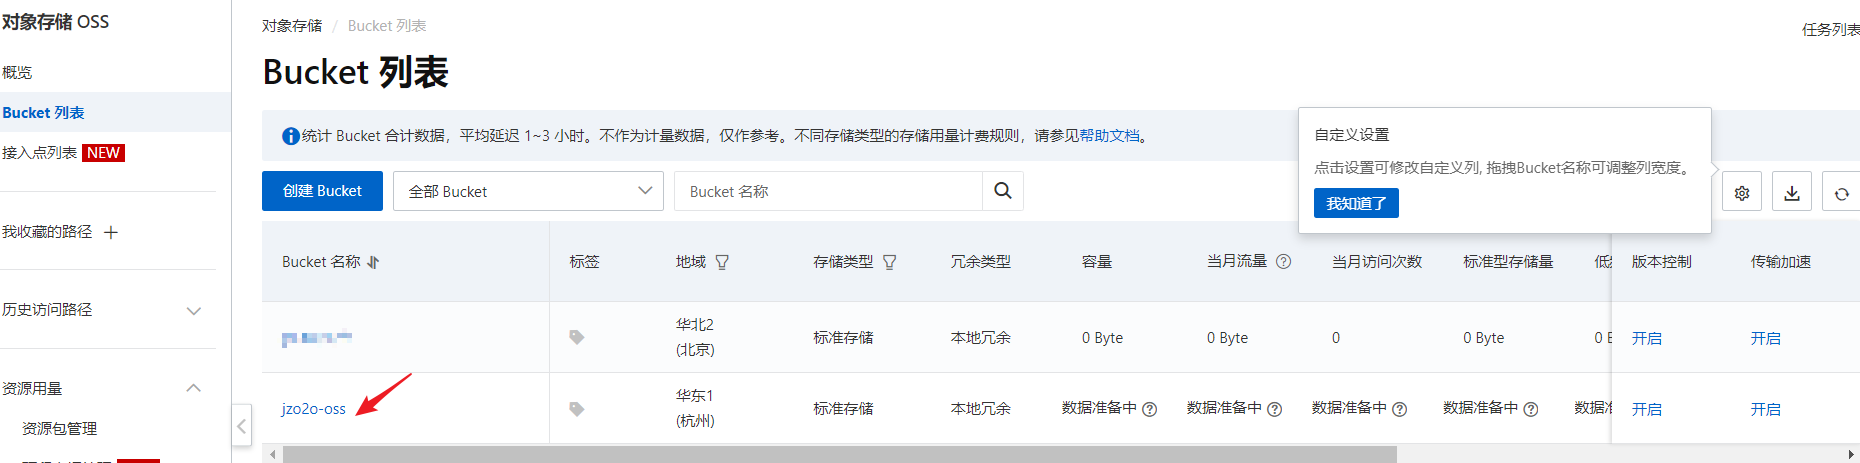 对象存储 OSS
概览
Bucket 列表
接入点列表 NEW
我收藏的路径
历史访问路径
资源用量
资源包管理
对象存储 / Bucket 列表
任务列表
Bucket 列表
统计 Bucket 合计数据，平均延迟 1~3 小时。不作为计量数据，仅作参考。不同存储类型的存储用量计费规则，请参见帮助文档。
自定义设置
点击设置可修改自定义列, 拖拽Bucket名称可调整列宽度。
我知道了
创建 Bucket 全部 Bucket Bucket 名称
Bucket 名称 标签 地域 存储类型 冗余类型 容量 当月流量 当月访问次数 标准型存储量 版本控制 传输加速
华北2
(北京) 标准存储 本地冗余 0 Byte 0 Byte 0 0 Byte 开启 开启
jzo2o-oss 华东1
(杭州) 标准存储 本地冗余 数据准备中 数据准备中 数据准备中 数据准备中 开启 开启